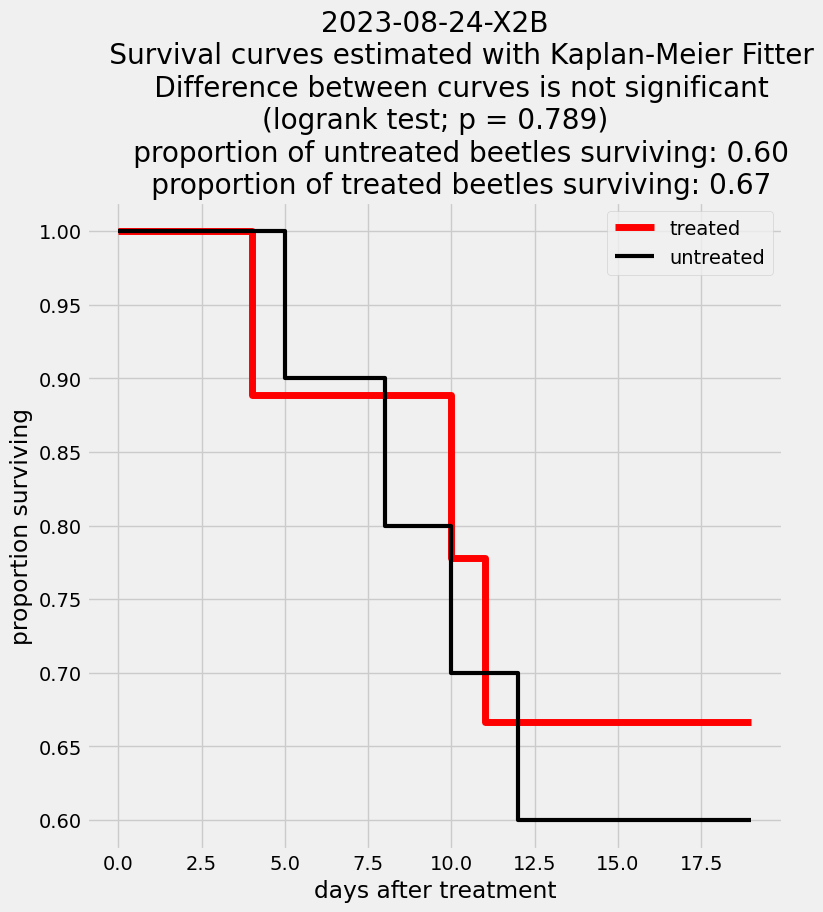 2023-08-24-X2B
Survival curves estimated with Kaplan-Meier Fitter
Difference between curves is not significant
(logrank test; p = 0.789)
proportion of untreated beetles surviving: 0.60
proportion of treated beetles surviving: 0.67
treated
untreated
1.00
0.95
0.90
0.85
0.80
0.75
0.70
0.65
0.60
proportion surviving
0.0 2.5 5.0 7.5 10.0 12.5 15.0 17.5
days after treatment